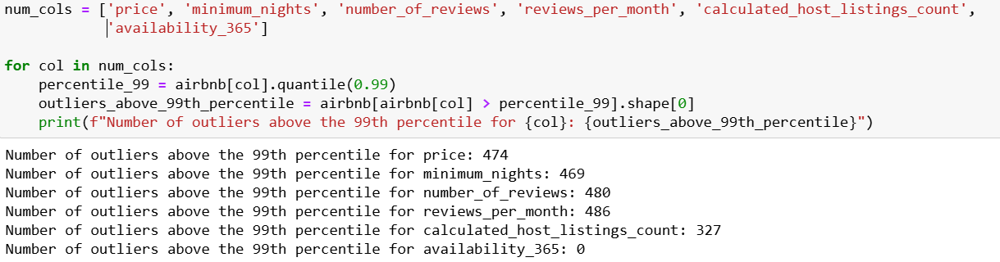 num_cols = ['price', 'minimum_nights', 'number_of_reviews', 'reviews_per_month', 'calculated_host_listings_count',
            'availability_365']

for col in num_cols:
    percentile_99 = airbnb[col].quantile(0.99)
    outliers_above_99th_percentile = airbnb[airbnb[col] > percentile_99].shape[0]
    print(f"Number of outliers above the 99th percentile for {col}: {outliers_above_99th_percentile}")
Number of outliers above the 99th percentile for price: 474
Number of outliers above the 99th percentile for minimum_nights: 469
Number of outliers above the 99th percentile for number_of_reviews: 480
Number of outliers above the 99th percentile for reviews_per_month: 486
Number of outliers above the 99th percentile for calculated_host_listings_count: 327
Number of outliers above the 99th percentile for availability_365: 0